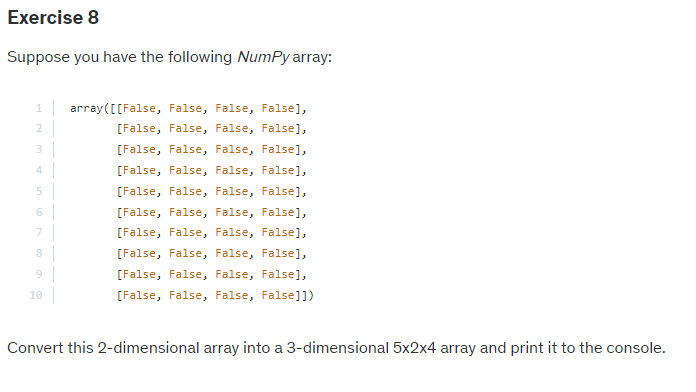 Exercise 8
Suppose you have the following NumPy array:
1 array([[False, False, False, False],
2 [False, False, False, False],
3 [False, False, False, False],
4 [False, False, False, False],
5 [False, False, False, False],
6 [False, False, False, False],
7 [False, False, False, False],
8 [False, False, False, False],
9 [False, False, False, False],
10 [False, False, False, False]])
Convert this 2-dimensional array into a 3-dimensional 5x2x4 array and print it to the console.